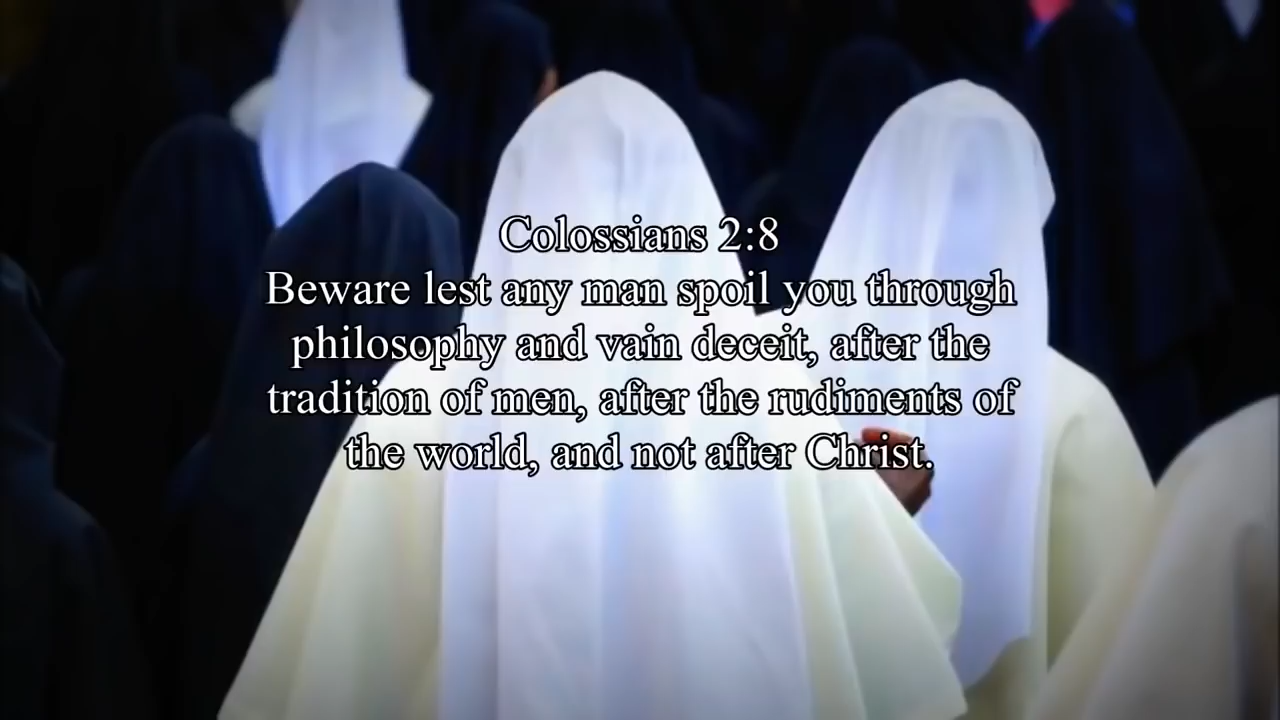 Colossians 2:8
Beware lest any man spoil you through
philosophy and vain deceit, after the
tradition of men, after the rudiments of
the world, and not after Christ.